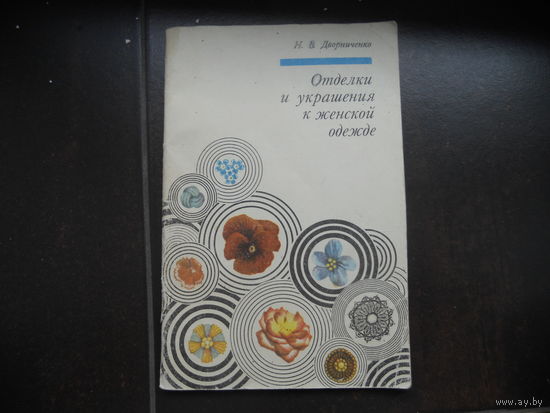 Н. В. Дворниченко
Отделки
и украшения
к женской
одежде
www.ay.by